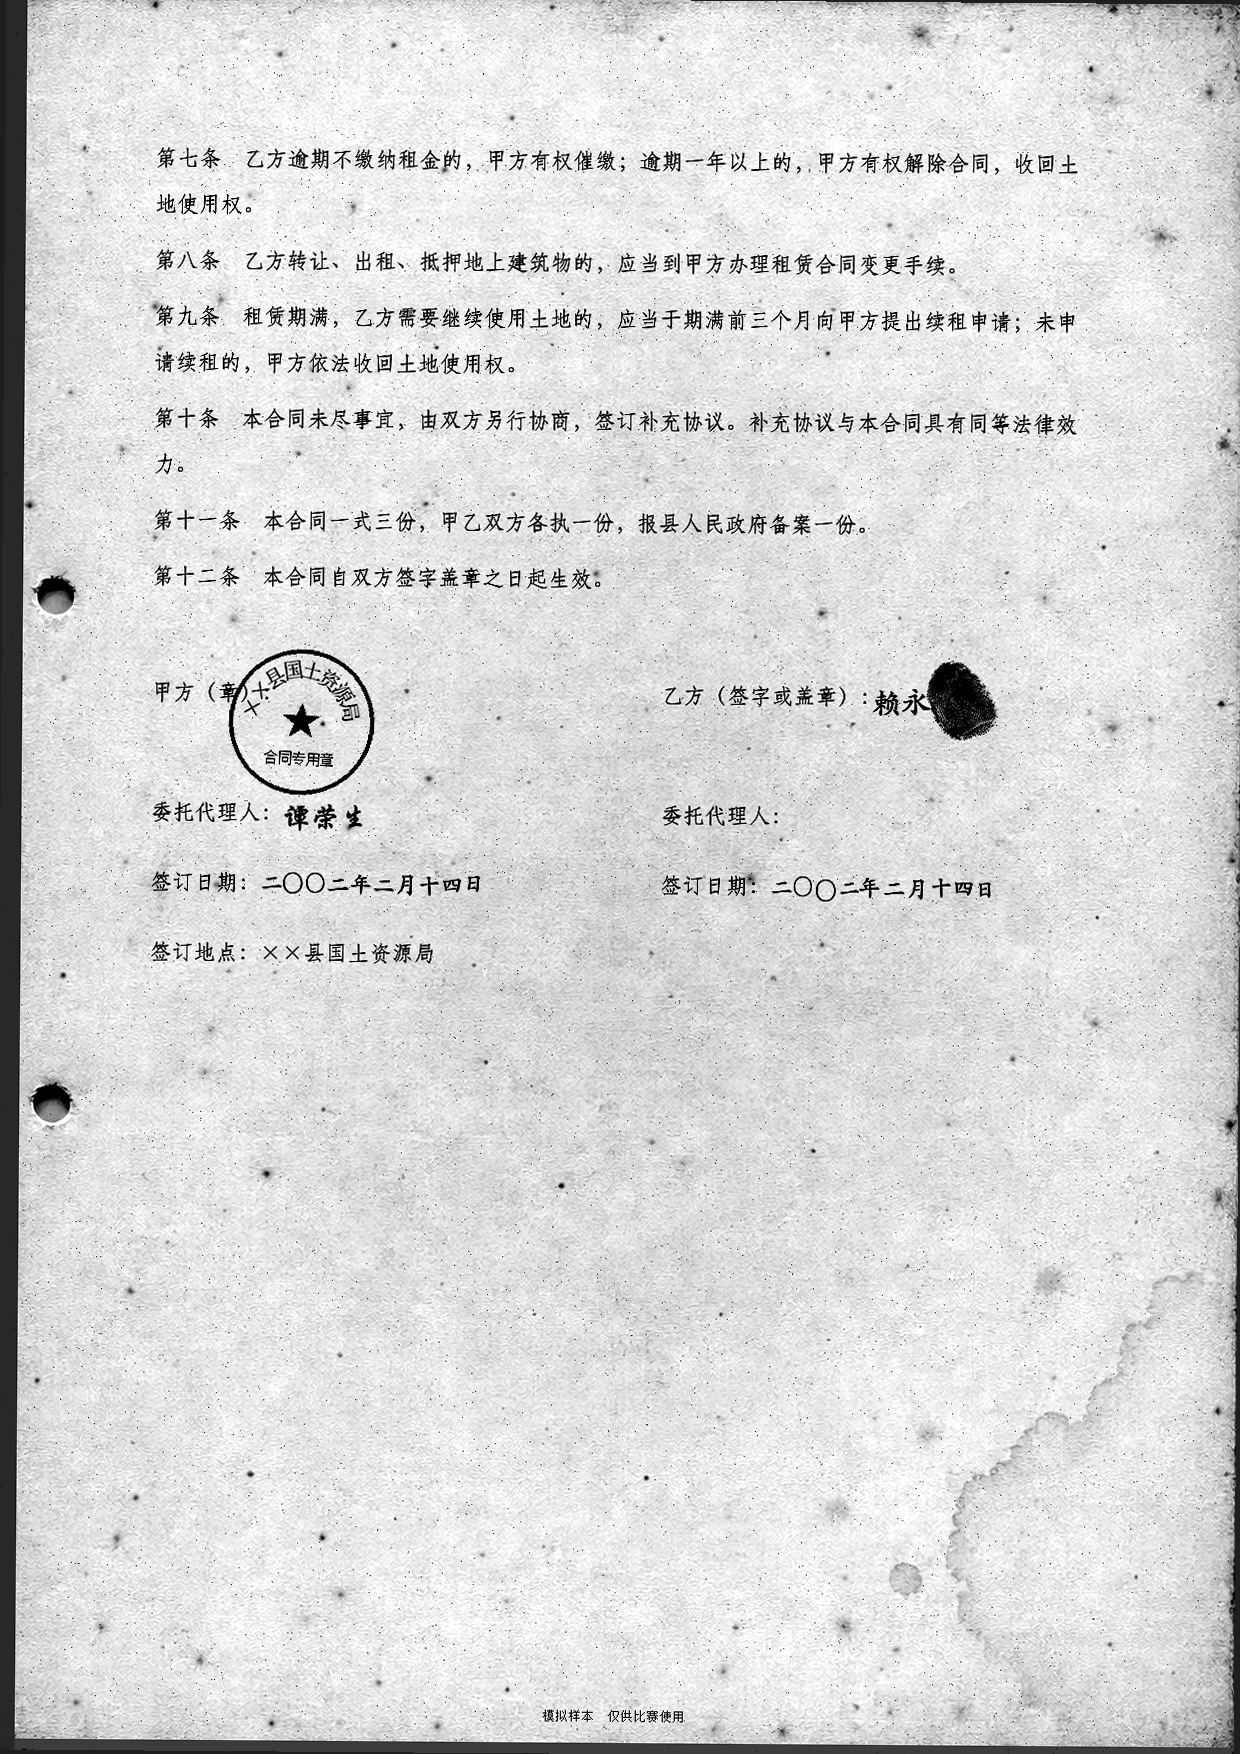 第七条　乙方逾期不缴纳租金的，甲方有权催缴；逾期一年以上的，甲方有权解除合同，收回土
地使用权。
第八条　乙方转让、出租、抵押地上建筑物的，应当到甲方办理租赁合同变更手续。
第九条　租赁期满，乙方需要继续使用土地的，应当于期满前三个月向甲方提出续租申请；未申
请续租的，甲方依法收回土地使用权。
第十条　本合同未尽事宜，由双方另行协商，签订补充协议。补充协议与本合同具有同等法律效
力。
第十一条　本合同一式三份，甲乙双方各执一份，报县人民政府备案一份。
第十二条　本合同自双方签字盖章之日起生效。
甲方（章）
××县国土资源局
合同专用章
乙方（签字或盖章）：赖永
委托代理人：谭荣生
委托代理人：
签订日期：二〇〇二年二月十四日
签订日期：二〇〇二年二月十四日
签订地点：××县国土资源局
模拟样本　仅供比赛使用